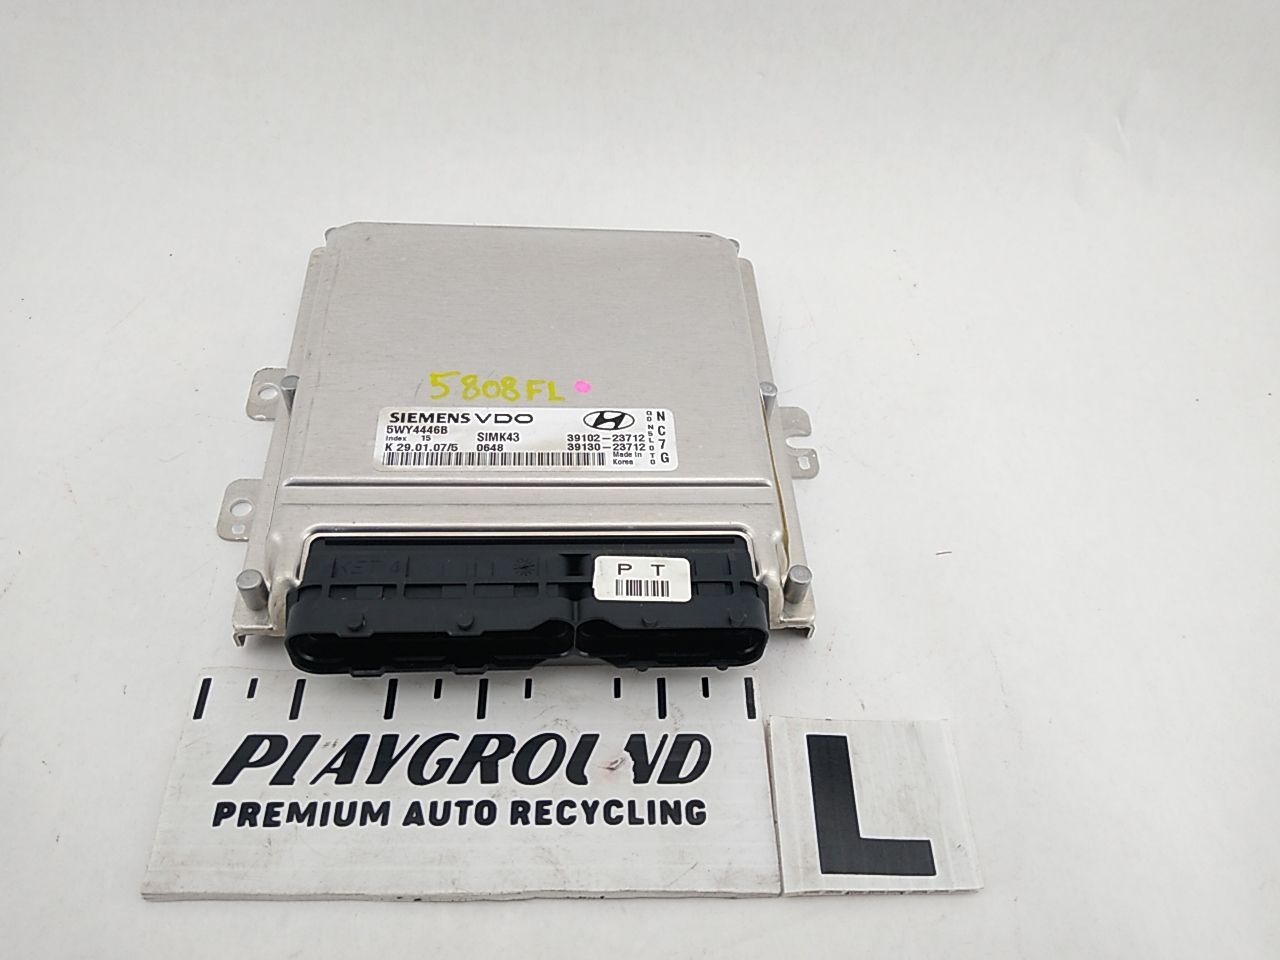 5808FL
SIEMENS VDO
5WY4446B
Index 15 SIMK43 39102-23712
K 29.01.07/5 0648 39130-23712
Made in
Korea
N
C
7
G
KET
P T
PLAYGROUND
PREMIUM AUTO RECYCLING
L